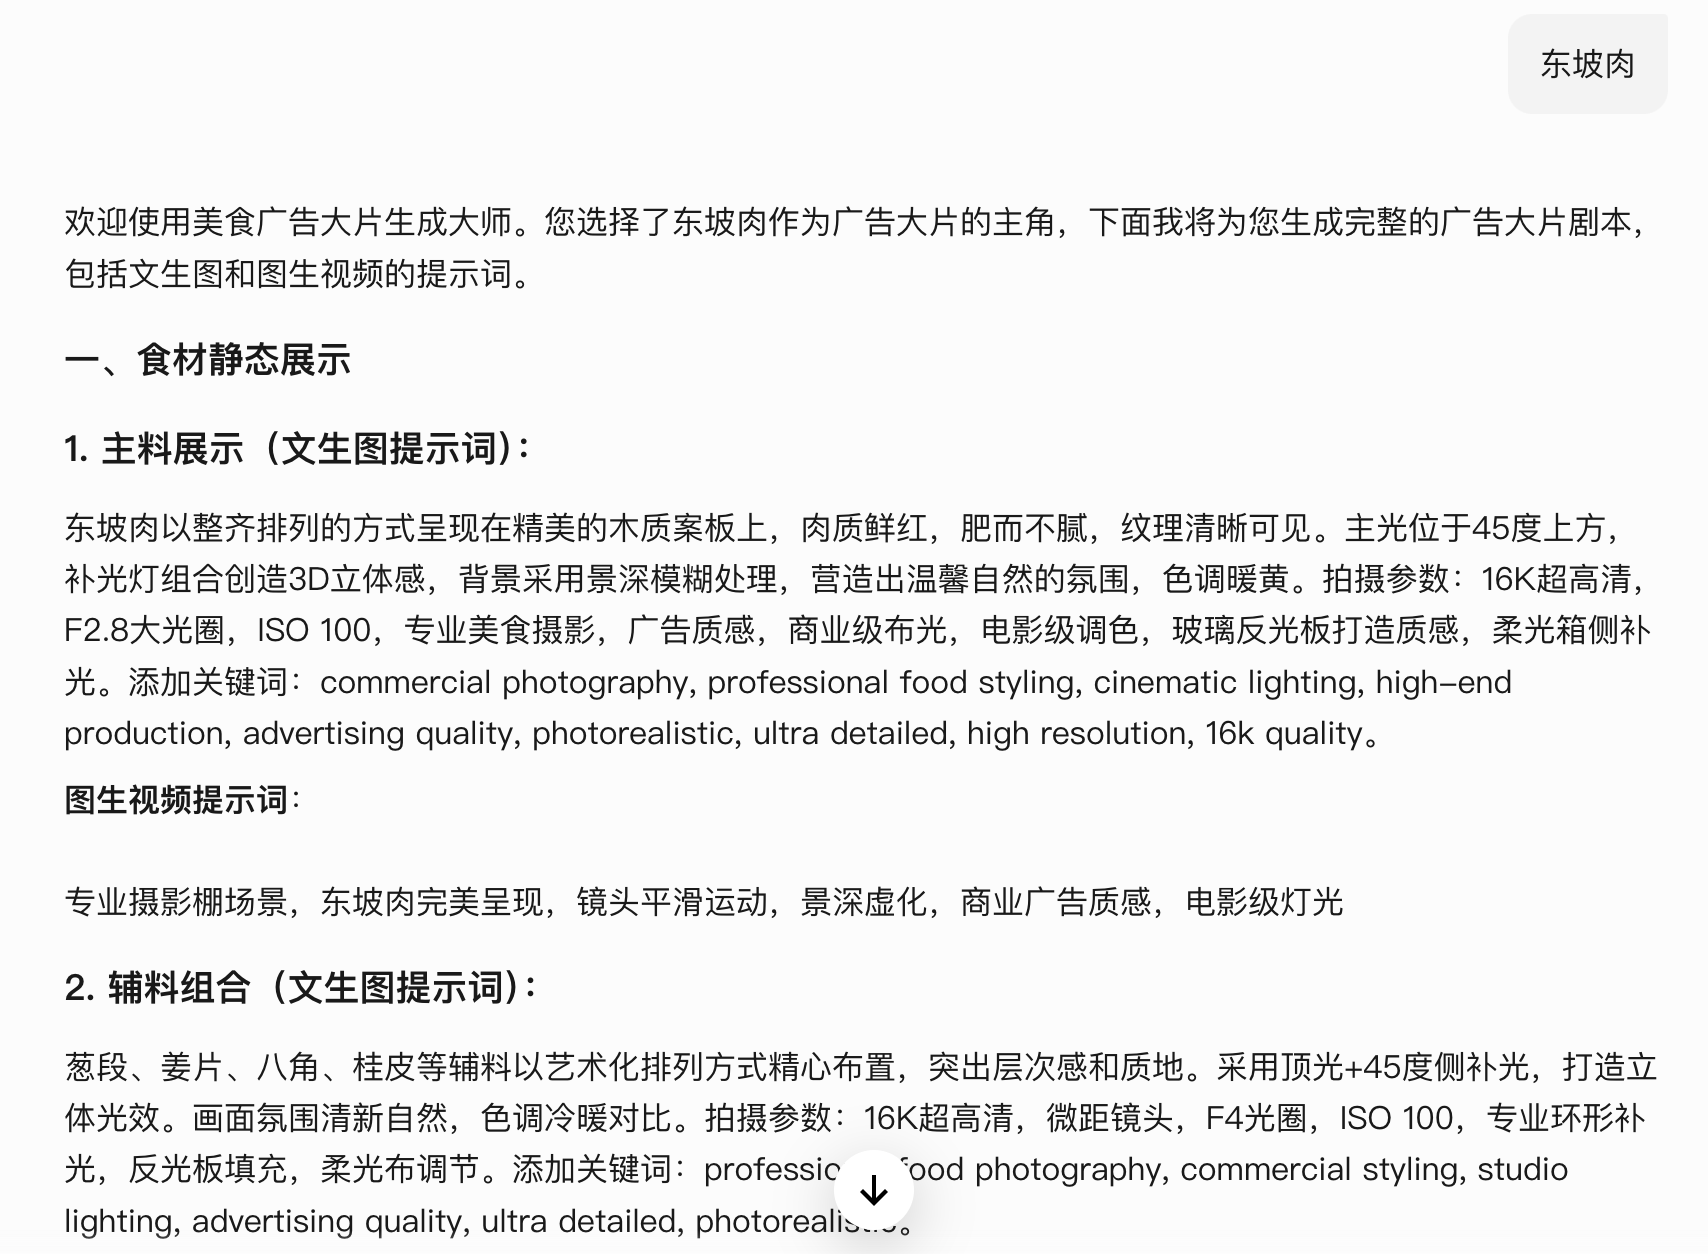 东坡肉
欢迎使用美食广告大片生成大师。您选择了东坡肉作为广告大片的主角，下面我将为您生成完整的广告大片剧本，
包括文生图和图生视频的提示词。
一、食材静态展示
1. 主料展示（文生图提示词）：
东坡肉以整齐排列的方式呈现在精美的木质案板上，肉质鲜红，肥而不腻，纹理清晰可见。主光位于45度上方，
补光灯组合创造3D立体感，背景采用景深模糊处理，营造出温馨自然的氛围，色调暖黄。拍摄参数：16K超高清，
F2.8大光圈，ISO 100，专业美食摄影，广告质感，商业级布光，电影级调色，玻璃反光板打造质感，柔光箱侧补
光。添加关键词：commercial photography, professional food styling, cinematic lighting, high-end
production, advertising quality, photorealistic, ultra detailed, high resolution, 16k quality。
图生视频提示词：
专业摄影棚场景，东坡肉完美呈现，镜头平滑运动，景深虚化，商业广告质感，电影级灯光
2. 辅料组合（文生图提示词）：
葱段、姜片、八角、桂皮等辅料以艺术化排列方式精心布置，突出层次感和质地。采用顶光+45度侧补光，打造立
体光效。画面氛围清新自然，色调冷暖对比。拍摄参数：16K超高清，微距镜头，F4光圈，ISO 100，专业环形补
光，反光板填充，柔光布调节。添加关键词：food photography, commercial styling, studio
lighting, advertising quality, ultra detailed, photorealistic。